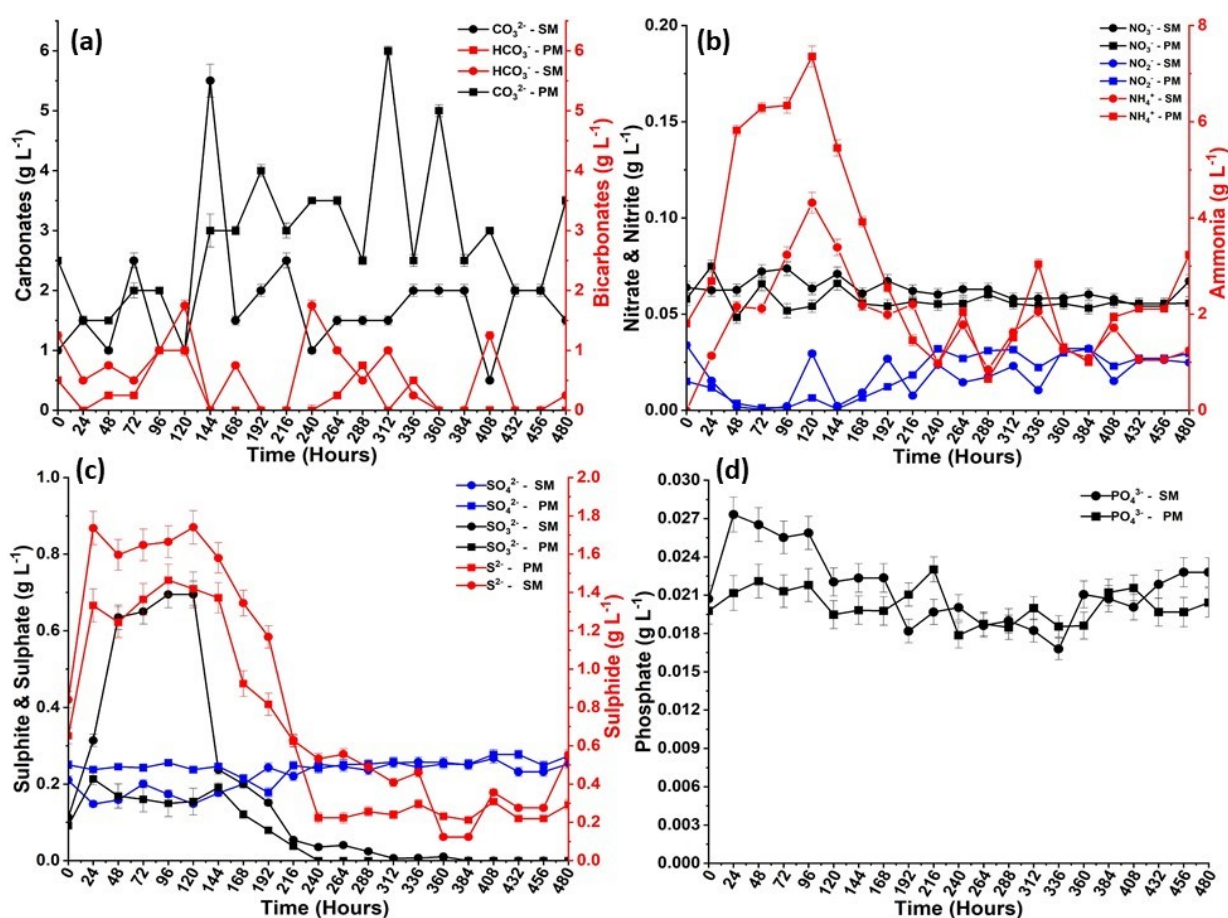 (a)
CO₃²⁻ - SM
HCO₃⁻ - PM
HCO₃⁻ - SM
CO₃²⁻ - PM
Carbonates (g L⁻¹)
Bicarbonates (g L⁻¹)
6
5
4
3
2
1
0
6
5
4
3
2
1
0
0 24 48 72 96 120 144 168 192 216 240 264 288 312 336 360 384 408 432 456 480
Time (Hours)
(b)
NO₃⁻ - SM
NO₃⁻ - PM
NO₂⁻ - SM
NO₂⁻ - PM
NH₄⁺ - SM
NH₄⁺ - PM
Nitrate & Nitrite (g L⁻¹)
Ammonia (g L⁻¹)
0.20
0.15
0.10
0.05
0.00
8
6
4
2
0
0 24 48 72 96 120 144 168 192 216 240 264 288 312 336 360 384 408 432 456 480
Time (Hours)
(c)
SO₄²⁻ - SM
SO₄²⁻ - PM
SO₃²⁻ - SM
SO₃²⁻ - PM
S²⁻ - PM
S²⁻ - SM
Sulphite & Sulphate (g L⁻¹)
Sulphide (g L⁻¹)
1.0
0.8
0.6
0.4
0.2
0.0
2.0
1.8
1.6
1.4
1.2
1.0
0.8
0.6
0.4
0.2
0.0
0 24 48 72 96 120 144 168 192 216 240 264 288 312 336 360 384 408 432 456 480
Time (Hours)
(d)
PO₄³⁻ - SM
PO₄³⁻ - PM
Phosphate (g L⁻¹)
0.030
0.027
0.024
0.021
0.018
0.015
0.012
0.009
0.006
0.003
0.000
0 24 48 72 96 120 144 168 192 216 240 264 288 312 336 360 384 408 432 456 480
Time (Hours)